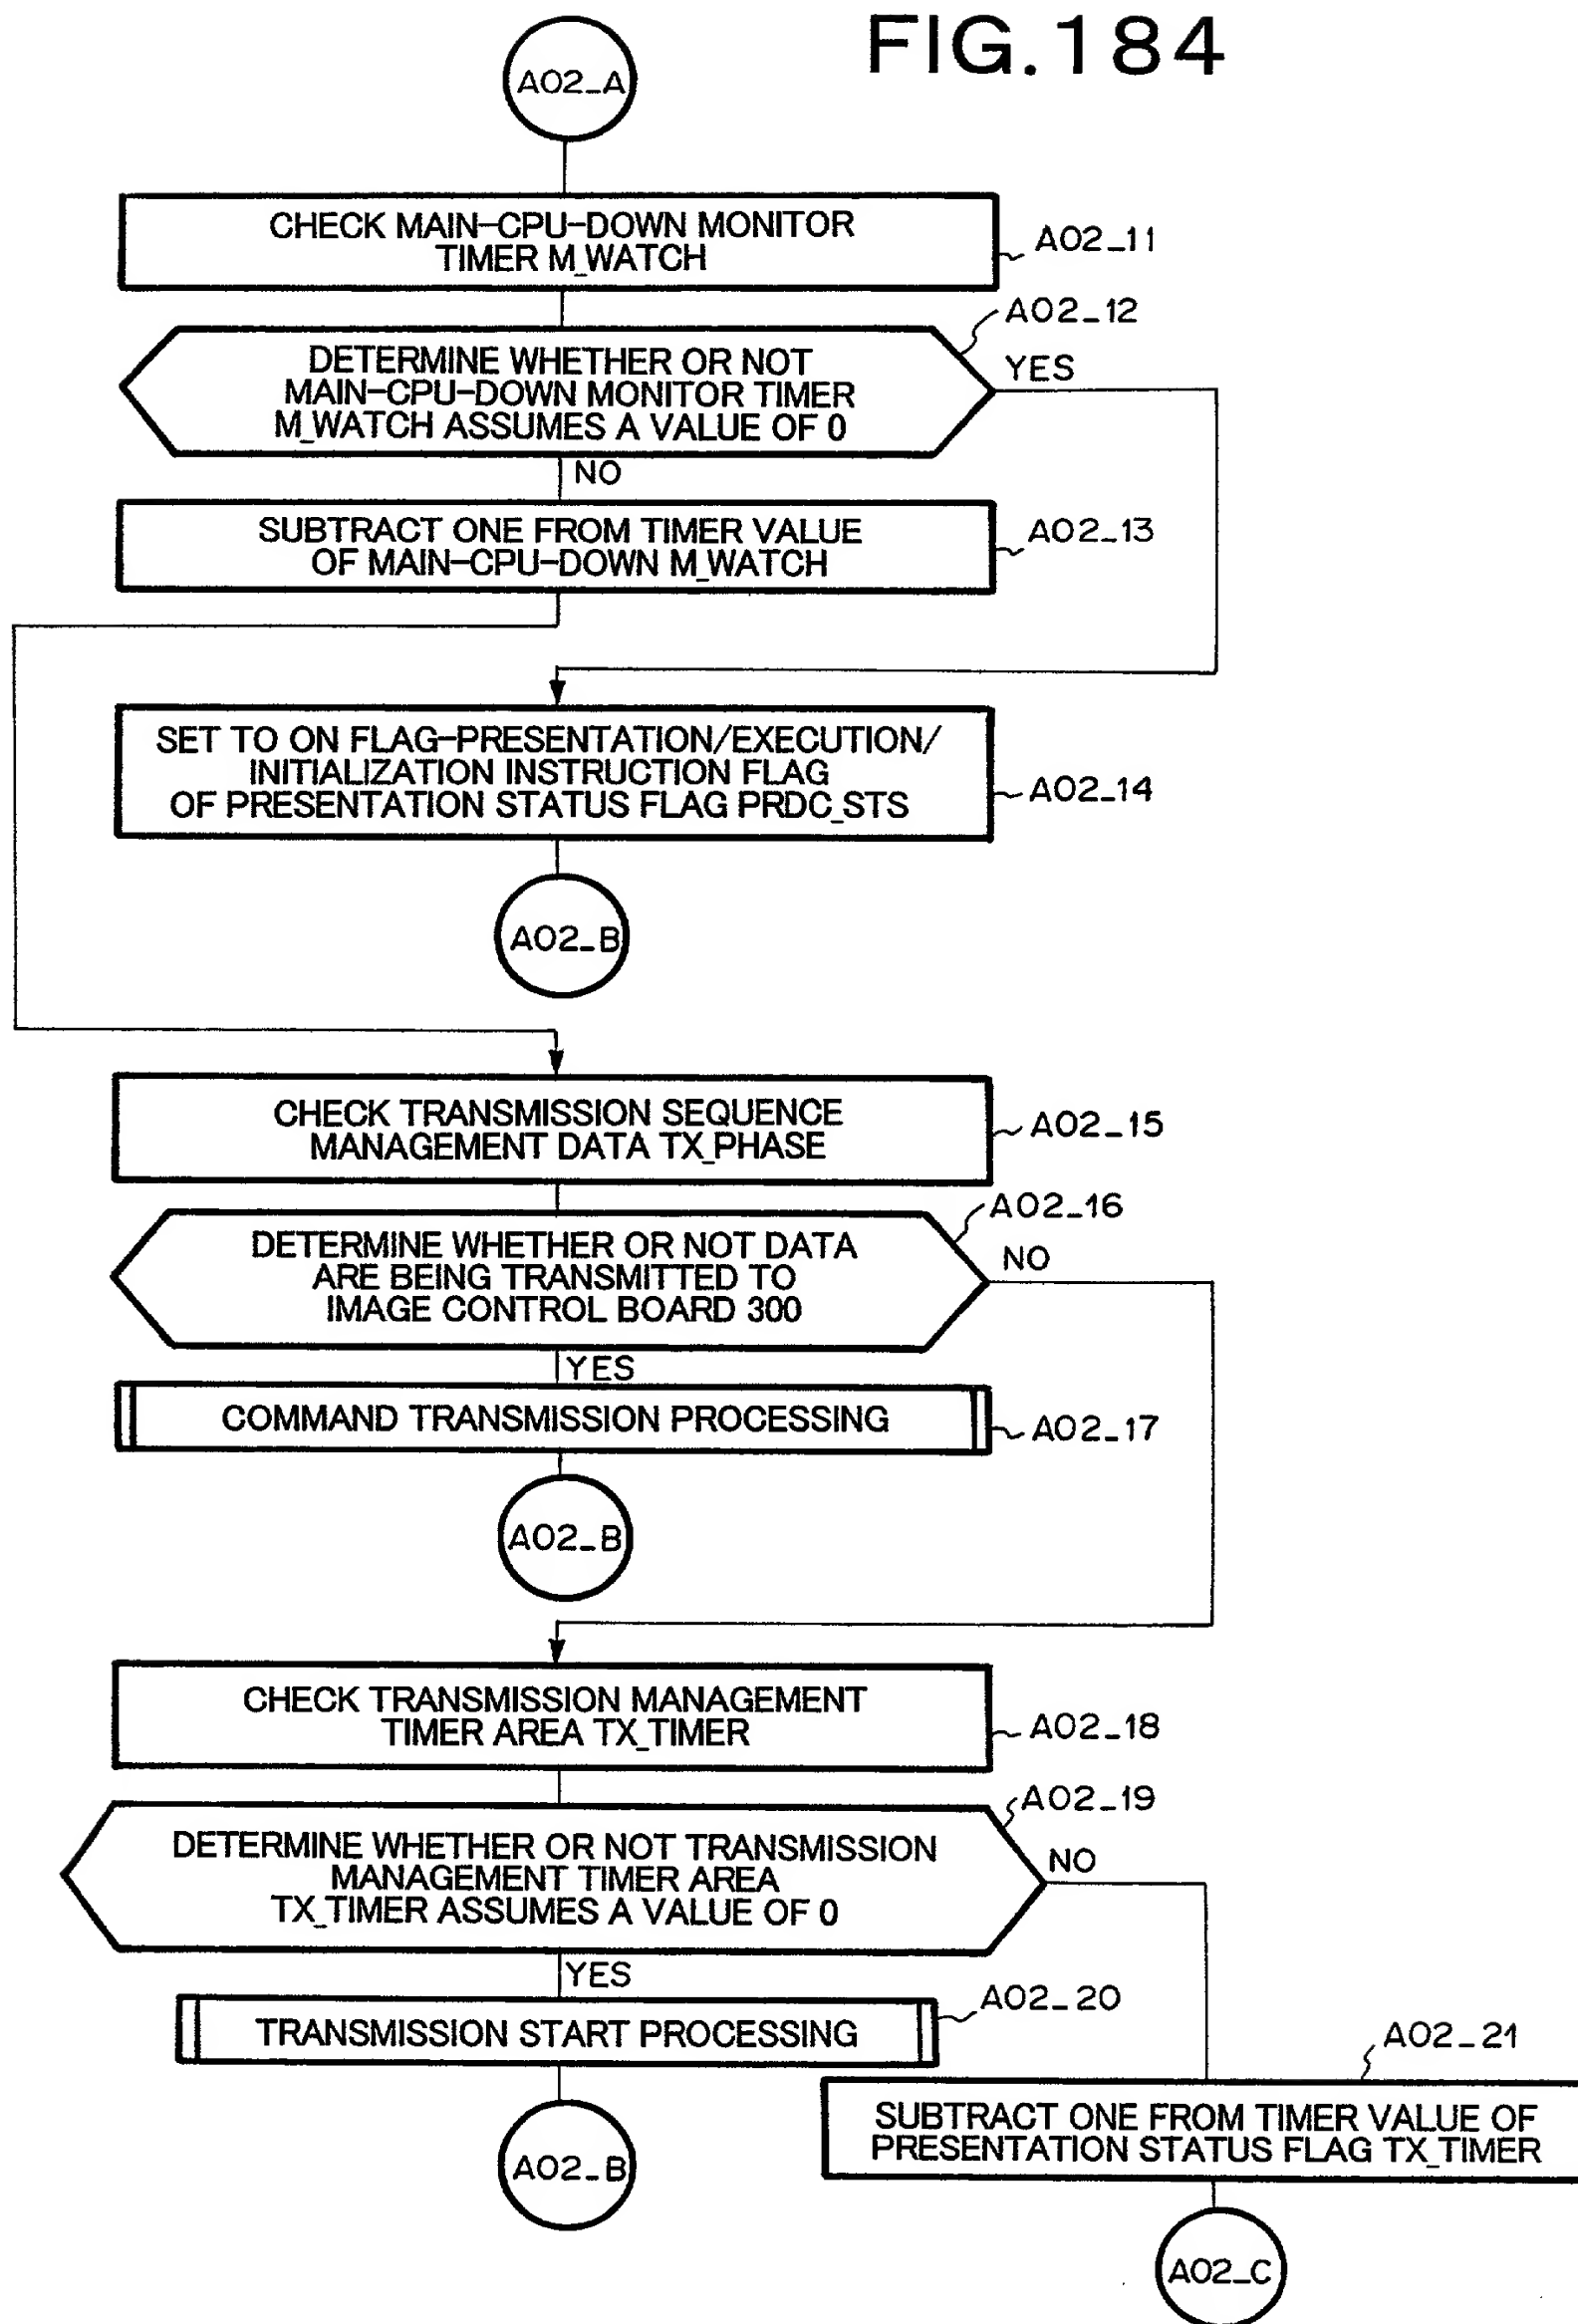 FIG.184
A02_A
CHECK MAIN-CPU-DOWN MONITOR
TIMER M_WATCH
A02_11
A02_12
DETERMINE WHETHER OR NOT
MAIN-CPU-DOWN MONITOR TIMER
M_WATCH ASSUMES A VALUE OF 0
YES
NO
SUBTRACT ONE FROM TIMER VALUE
OF MAIN-CPU-DOWN M_WATCH
A02_13
SET TO ON FLAG-PRESENTATION/EXECUTION/
INITIALIZATION INSTRUCTION FLAG
OF PRESENTATION STATUS FLAG PRDC_STS
A02_14
A02_B
CHECK TRANSMISSION SEQUENCE
MANAGEMENT DATA TX_PHASE
A02_15
A02_16
DETERMINE WHETHER OR NOT DATA
ARE BEING TRANSMITTED TO
IMAGE CONTROL BOARD 300
NO
YES
COMMAND TRANSMISSION PROCESSING
A02_17
A02_B
CHECK TRANSMISSION MANAGEMENT
TIMER AREA TX_TIMER
A02_18
A02_19
DETERMINE WHETHER OR NOT TRANSMISSION
MANAGEMENT TIMER AREA
TX_TIMER ASSUMES A VALUE OF 0
NO
YES
A02_20
TRANSMISSION START PROCESSING
A02_21
SUBTRACT ONE FROM TIMER VALUE OF
PRESENTATION STATUS FLAG TX_TIMER
A02_B
A02_C